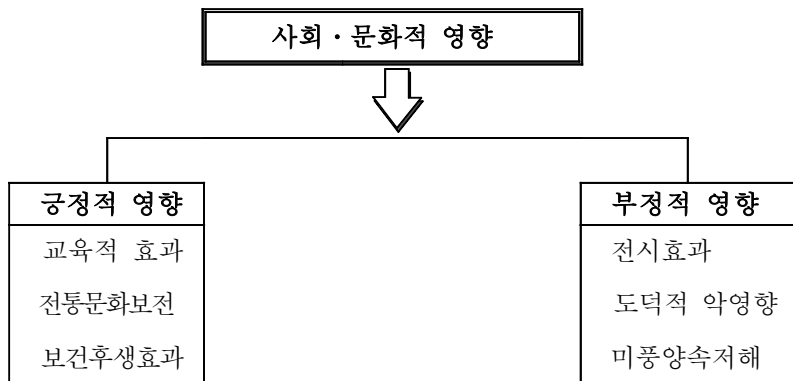 사회·문화적 영향
긍정적 영향
교육적 효과
전통문화보전
보건후생효과
부정적 영향
전시효과
도덕적 악영향
미풍양속저해